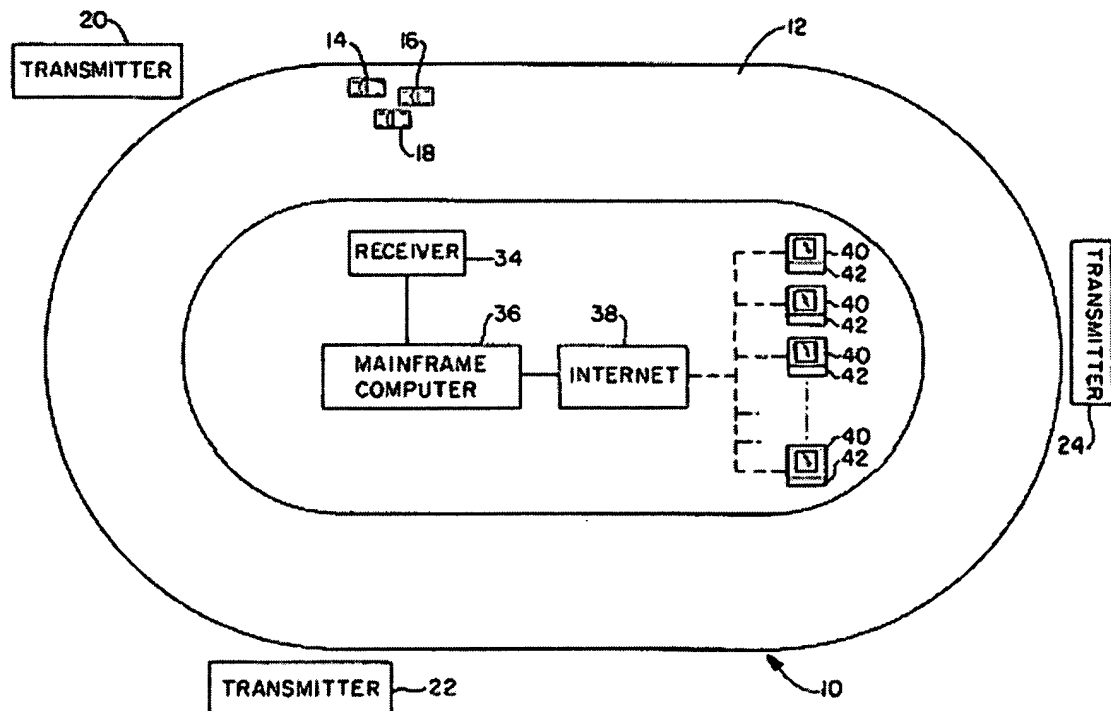 20
TRANSMITTER
14
16
12
18
RECEIVER
34
36
MAINFRAME
COMPUTER
38
INTERNET
40
42
40
42
40
42
40
42
TRANSMITTER
24
TRANSMITTER
22
10